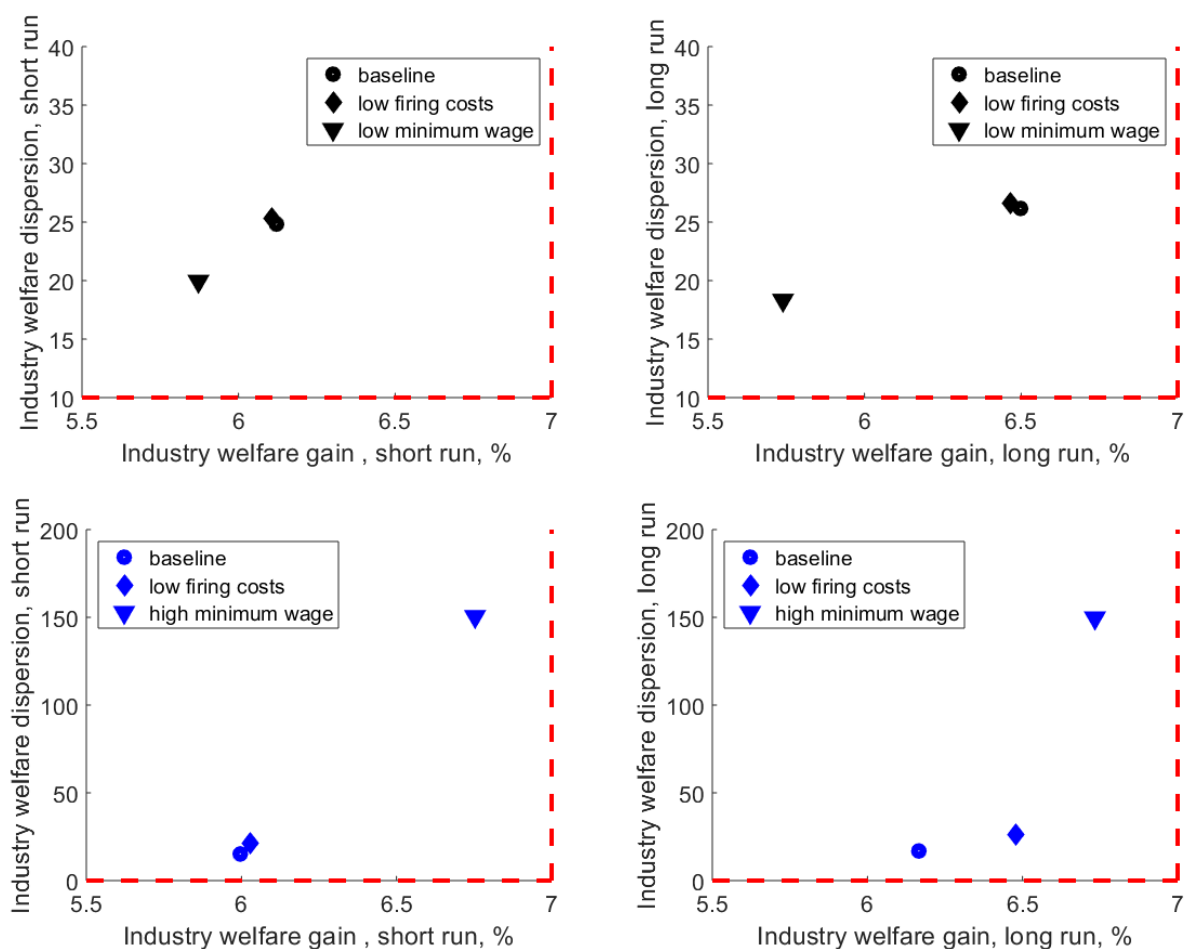 Industry welfare dispersion, short run
40
35
30
25
20
15
10
5.5
6
6.5
7
Industry welfare gain , short run, %
baseline
low firing costs
low minimum wage
Industry welfare dispersion, long run
40
35
30
25
20
15
10
5.5
6
6.5
7
Industry welfare gain, long run, %
baseline
low firing costs
low minimum wage
Industry welfare dispersion, short run
200
150
100
50
0
5.5
6
6.5
7
Industry welfare gain , short run, %
baseline
low firing costs
high minimum wage
Industry welfare dispersion, long run
200
150
100
50
0
5.5
6
6.5
7
Industry welfare gain, long run, %
baseline
low firing costs
high minimum wage